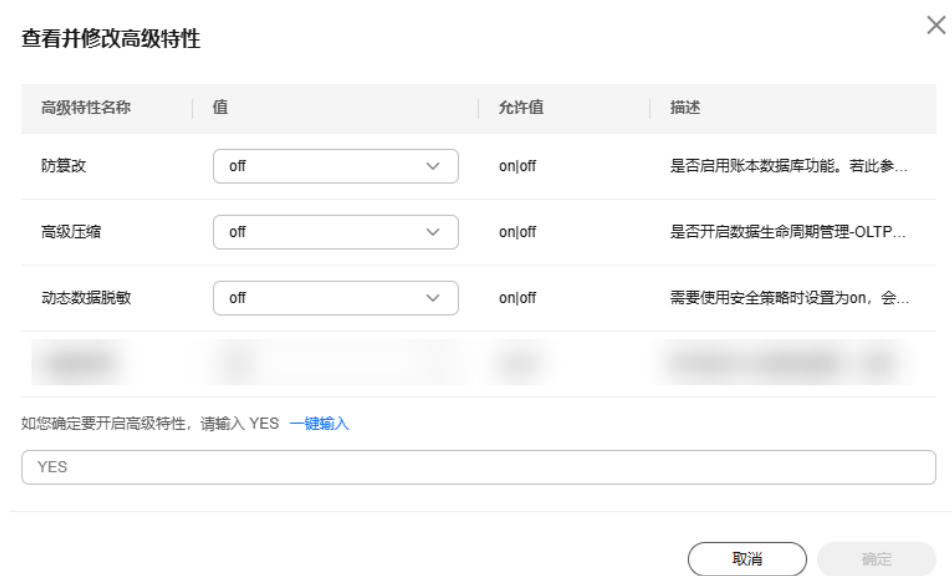 查看并修改高级特性
高级特性名称 值 允许值 描述
防篡改 off on|off 是否启用账本数据库功能。若此参...
高级压缩 off on|off 是否开启数据生命周期管理-OLTP...
动态数据脱敏 off on|off 需要使用安全策略时设置为on，会...
如您确定要开启高级特性，请输入 YES 一键输入
YES
取消 确定